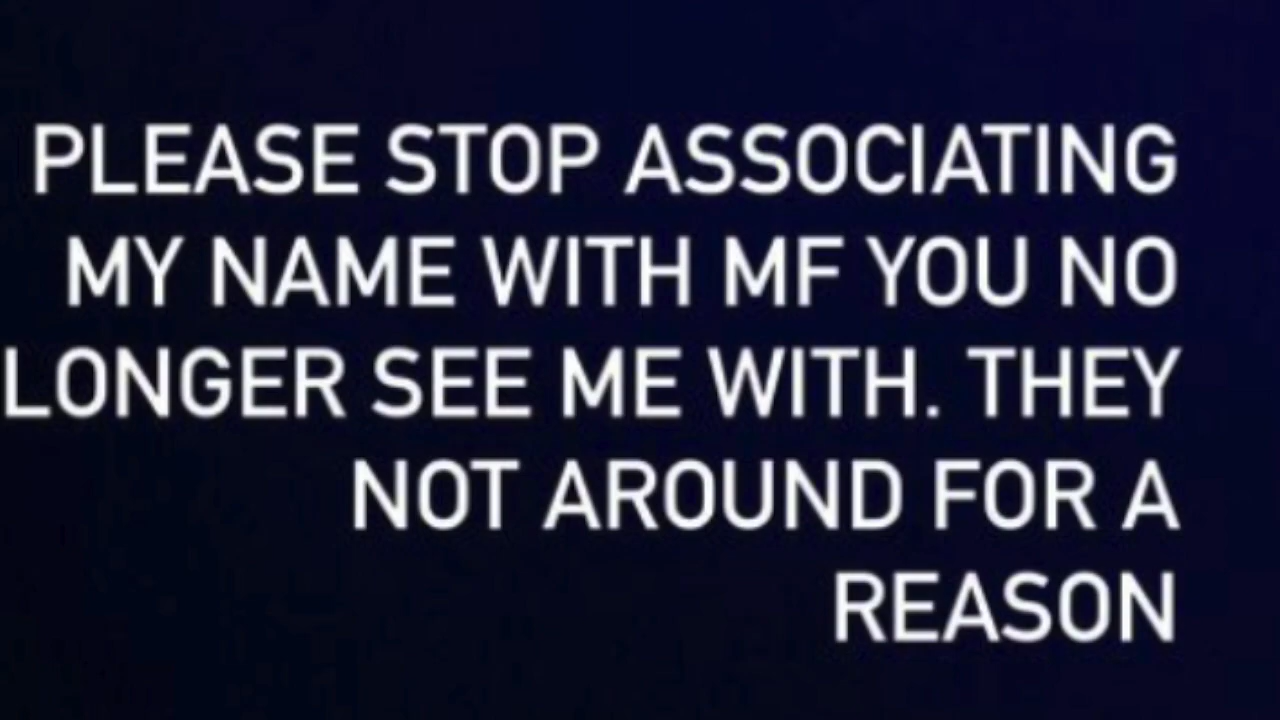 PLEASE STOP ASSOCIATING
MY NAME WITH MF YOU NO
LONGER SEE ME WITH. THEY
NOT AROUND FOR A
REASON